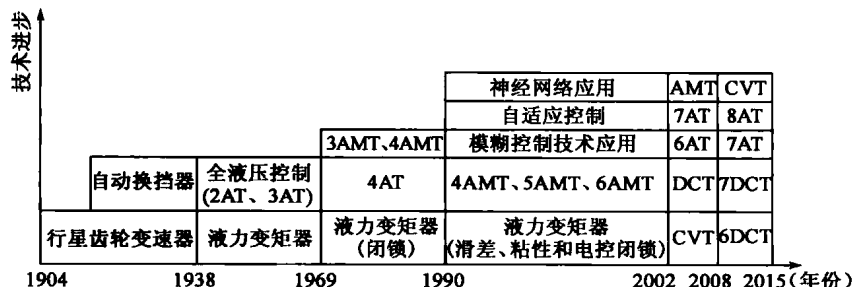 技术进步
神经网络应用 AMT CVT
自适应控制 7AT 8AT
3AMT、4AMT 模糊控制技术应用 6AT 7AT
自动换挡器 全液压控制 4AT 4AMT、5AMT、6AMT DCT 7DCT
(2AT、3AT)
行星齿轮变速器 液力变矩器 液力变矩器 液力变矩器 CVT 6DCT
(闭锁) (滑差、粘性和电控闭锁)
1904 1938 1969 1990 2002 2008 2015(年份)